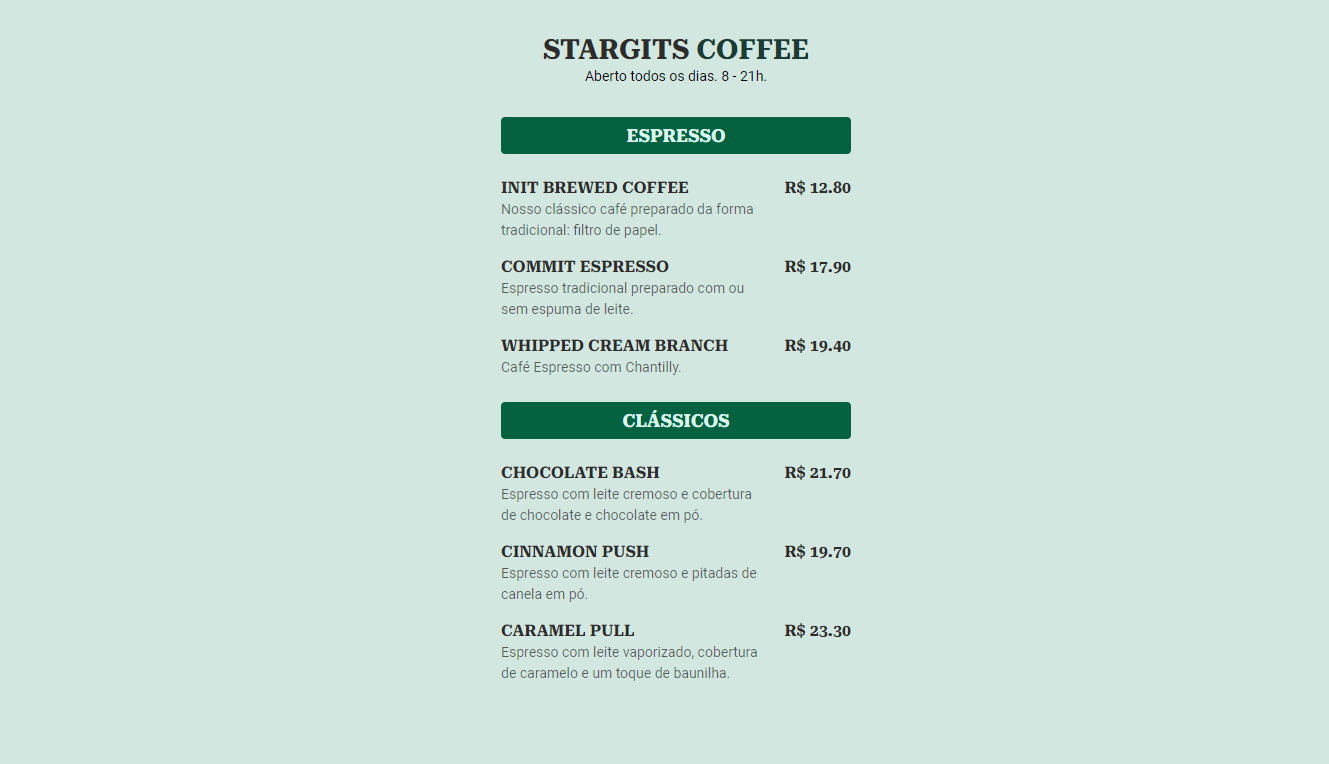 STARGITS COFFEE
Aberto todos os dias. 8 - 21h.
ESPRESSO
INIT BREWED COFFEE R$ 12.80
Nosso clássico café preparado da forma
tradicional: filtro de papel.
COMMIT ESPRESSO R$ 17.90
Espresso tradicional preparado com ou
sem espuma de leite.
WHIPPED CREAM BRANCH R$ 19.40
Café Espresso com Chantilly.
CLÁSSICOS
CHOCOLATE BASH R$ 21.70
Espresso com leite cremoso e cobertura
de chocolate e chocolate em pó.
CINNAMON PUSH R$ 19.70
Espresso com leite cremoso e pitadas de
canela em pó.
CARAMEL PULL R$ 23.30
Espresso com leite vaporizado, cobertura
de caramelo e um toque de baunilha.